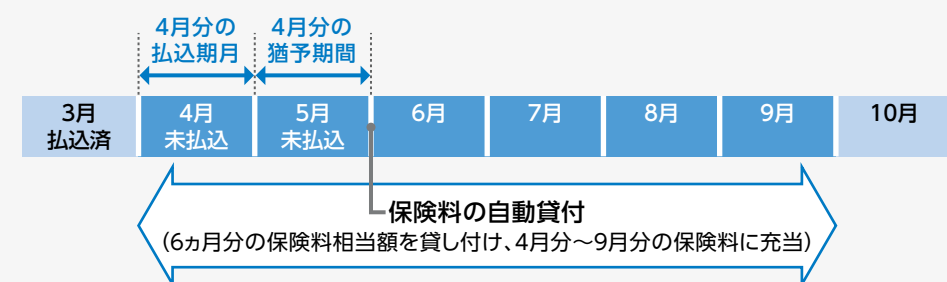 4月分の
払込期月
4月分の
猶予期間
3月
払込済
4月
未払込
5月
未払込
6月
7月
8月
9月
10月
保険料の自動貸付
(6ヵ月分の保険料相当額を貸し付け、4月分～9月分の保険料に充当)